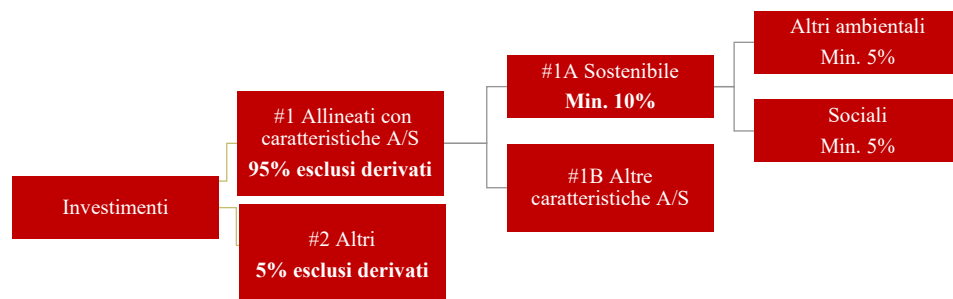 Investimenti
#1 Allineati con
caratteristiche A/S
95% esclusi derivati
#2 Altri
5% esclusi derivati
#1A Sostenibile
Min. 10%
#1B Altre
caratteristiche A/S
Altri ambientali
Min. 5%
Sociali
Min. 5%